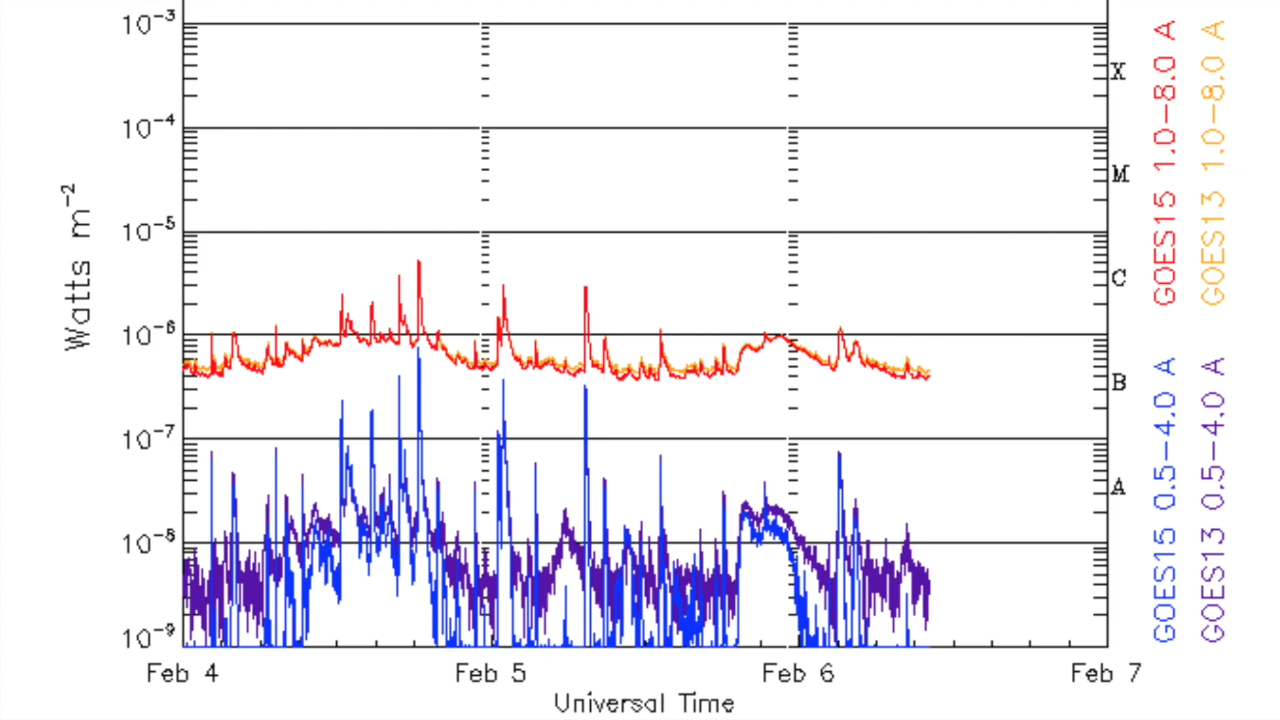 10⁻³
10⁻⁴
10⁻⁵
10⁻⁶
10⁻⁷
10⁻⁸
10⁻⁹
Watts m⁻²
X
M
C
B
A
Feb 4
Feb 5
Feb 6
Feb 7
Universal Time
GOES15 1.0-8.0 A
GOES13 1.0-8.0 A
GOES15 0.5-4.0 A
GOES13 0.5-4.0 A